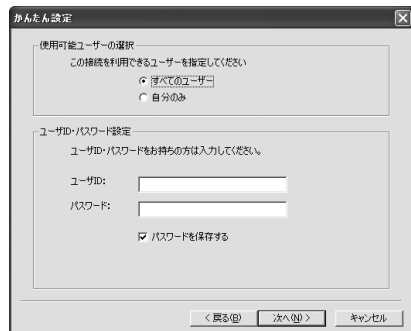 かんたん設定
使用可能ユーザーの選択
この接続を利用できるユーザーを指定してください
すべてのユーザー
自分のみ
ユーザID・パスワード設定
ユーザID・パスワードをお持ちの方は入力してください。
ユーザID:
パスワード:
パスワードを保存する
< 戻る(B)
次へ(N) >
キャンセル